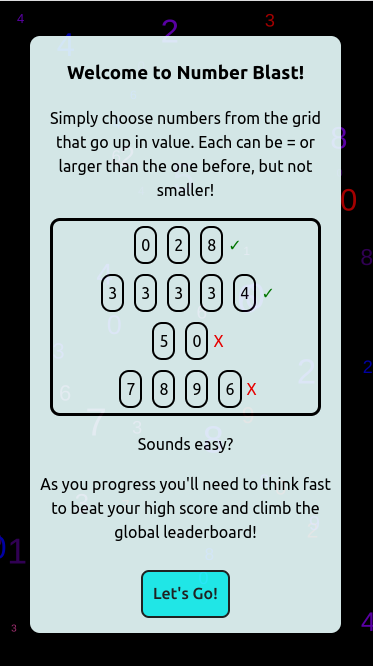 Welcome to Number Blast!
Simply choose numbers from the grid
that go up in value. Each can be = or
larger than the one before, but not
smaller!
0 2 8 ✓
3 3 3 3 4 ✓
5 0 X
7 8 9 6 X
Sounds easy?
As you progress you'll need to think fast
to beat your high score and climb the
global leaderboard!
Let's Go!